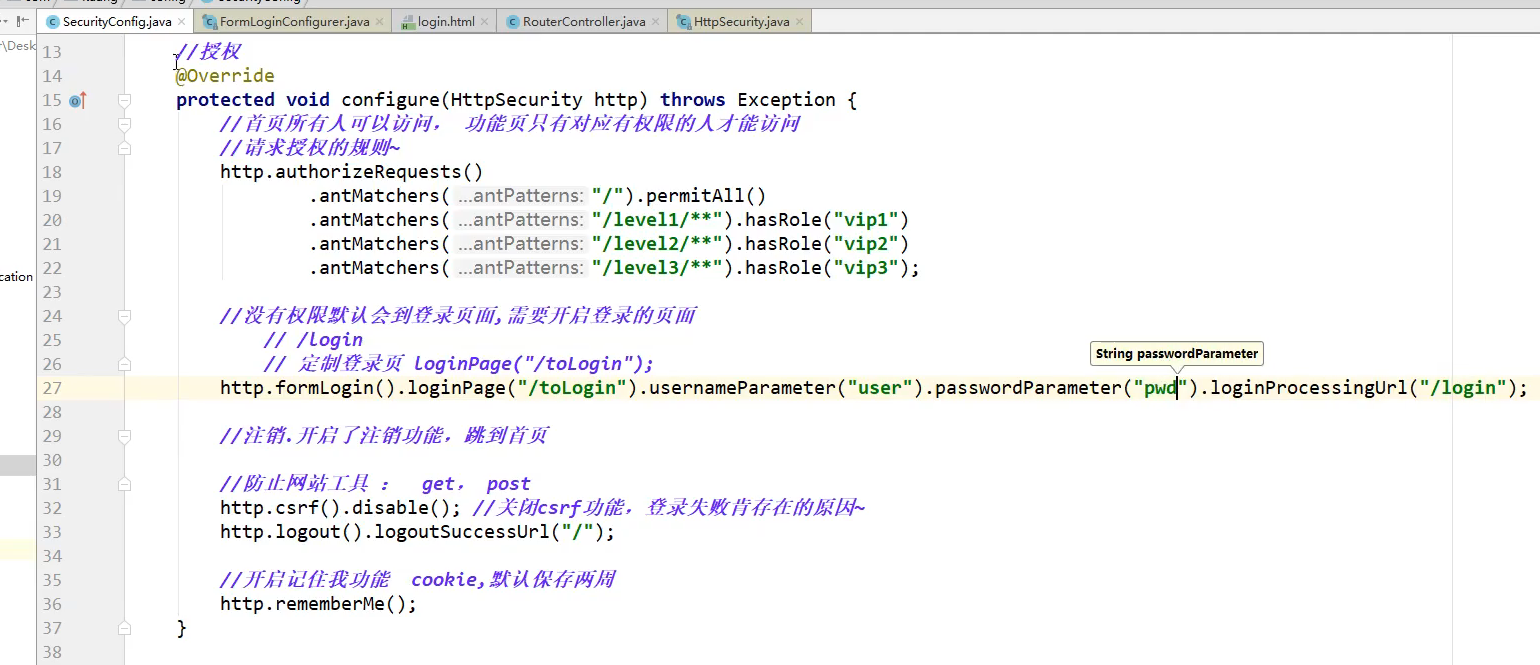 SecurityConfig.java FormLoginConfigurer.java login.html RouterController.java HttpSecurity.java
\Desk
13 //授权
14 @Override
15 protected void configure(HttpSecurity http) throws Exception {
16 //首页所有人可以访问, 功能页只有对应有权限的人才能访问
17 //请求授权的规则~
18 http.authorizeRequests()
19 .antMatchers( ...antPatterns: "/").permitAll()
20 .antMatchers( ...antPatterns: "/level1/**").hasRole("vip1")
21 .antMatchers( ...antPatterns: "/level2/**").hasRole("vip2")
cation
22 .antMatchers( ...antPatterns: "/level3/**").hasRole("vip3");
23
24 //没有权限默认会到登录页面,需要开启登录的页面
25 // /login
26 // 定制登录页 loginPage("/toLogin");
String passwordParameter
27 http.formLogin().loginPage("/toLogin").usernameParameter("user").passwordParameter("pwd").loginProcessingUrl("/login");
28
29 //注销.开启了注销功能，跳到首页
30
31 //防止网站工具 : get, post
32 http.csrf().disable(); //关闭csrf功能，登录失败肯存在的原因~
33 http.logout().logoutSuccessUrl("/");
34
35 //开启记住我功能 cookie,默认保存两周
36 http.rememberMe();
37 }
38